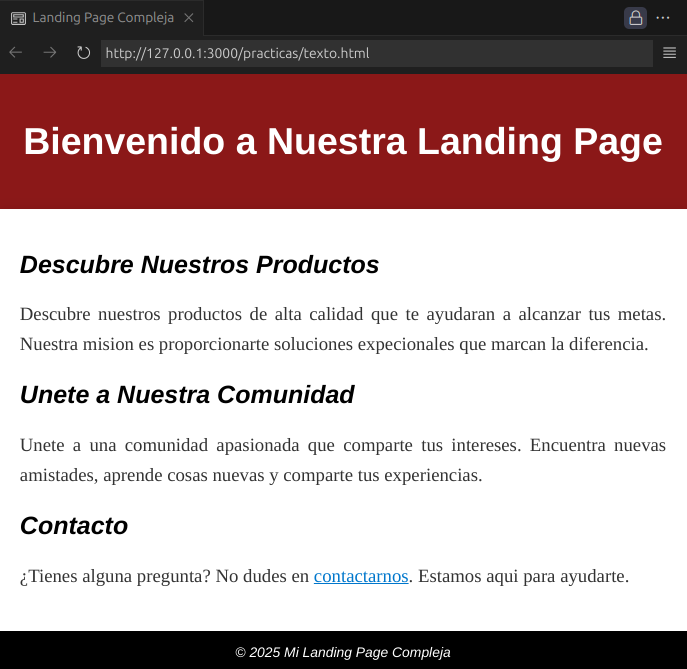 Landing Page Compleja
http://127.0.0.1:3000/practicas/texto.html
Bienvenido a Nuestra Landing Page
Descubre Nuestros Productos
Descubre nuestros productos de alta calidad que te ayudaran a alcanzar tus metas.
Nuestra mision es proporcionarte soluciones expecionales que marcan la diferencia.
Unete a Nuestra Comunidad
Unete a una comunidad apasionada que comparte tus intereses. Encuentra nuevas
amistades, aprende cosas nuevas y comparte tus experiencias.
Contacto
¿Tienes alguna pregunta? No dudes en contactarnos. Estamos aqui para ayudarte.
© 2025 Mi Landing Page Compleja